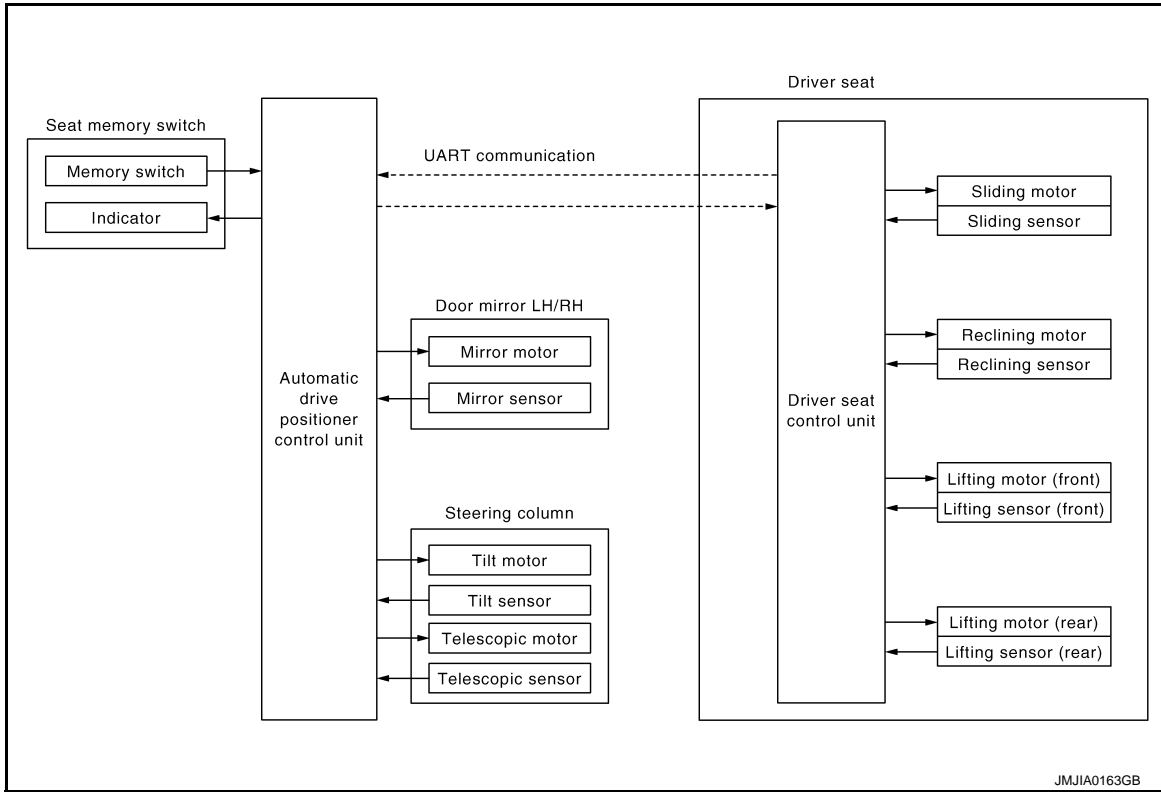 Driver seat
Seat memory switch
Memory switch
Indicator
UART communication
Sliding motor
Sliding sensor
Door mirror LH/RH
Mirror motor
Mirror sensor
Reclining motor
Reclining sensor
Automatic
drive
positioner
control unit
Driver seat
control unit
Lifting motor (front)
Lifting sensor (front)
Steering column
Tilt motor
Tilt sensor
Telescopic motor
Telescopic sensor
Lifting motor (rear)
Lifting sensor (rear)
JMJIA0163GB